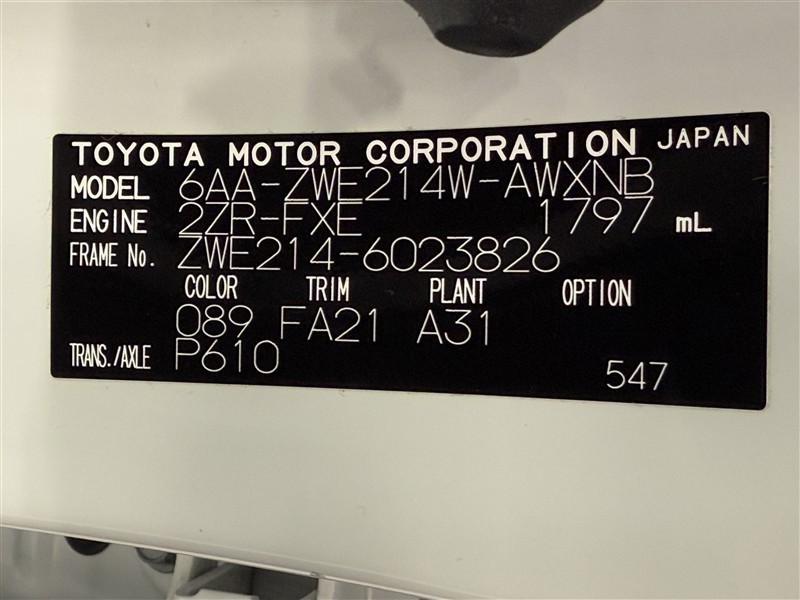 TOYOTA MOTOR CORPORATION JAPAN
MODEL 6AA-ZWE214W-AWXNB
ENGINE 2ZR-FXE 1797 mL
FRAME No. ZWE214-6023826
COLOR TRIM PLANT OPTION
089 FA21 A31
TRANS./AXLE P610
547